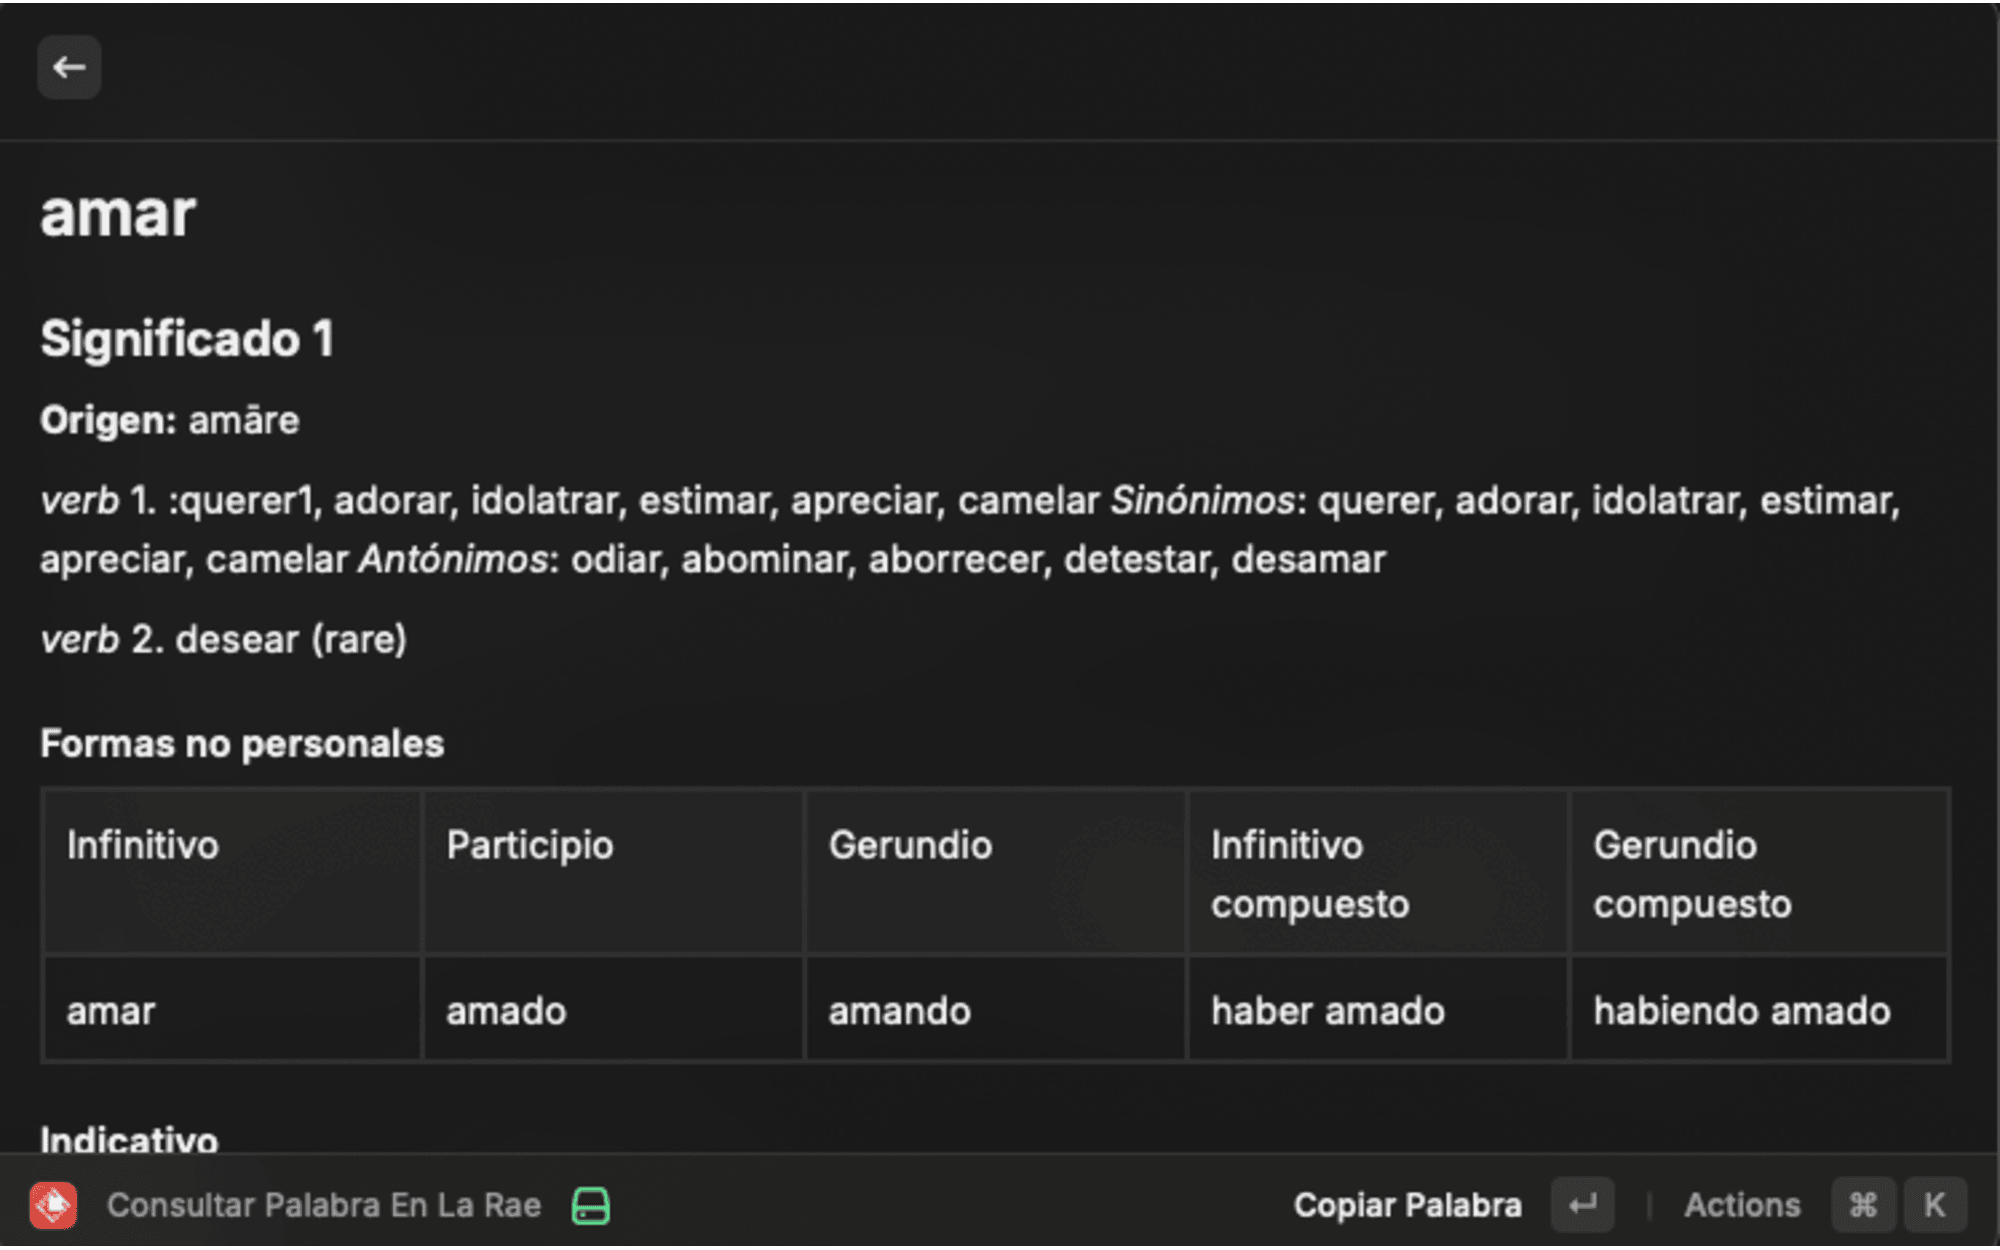 amar
Significado 1
Origen: amāre
verb 1. :querer1, adorar, idolatrar, estimar, apreciar, camelar Sinónimos: querer, adorar, idolatrar, estimar,
apreciar, camelar Antónimos: odiar, abominar, aborrecer, detestar, desamar
verb 2. desear (rare)
Formas no personales
Infinitivo Participio Gerundio Infinitivo compuesto Gerundio compuesto
amar amado amando haber amado habiendo amado
Indicativo
Consultar Palabra En La Rae Copiar Palabra Actions ⌘ K